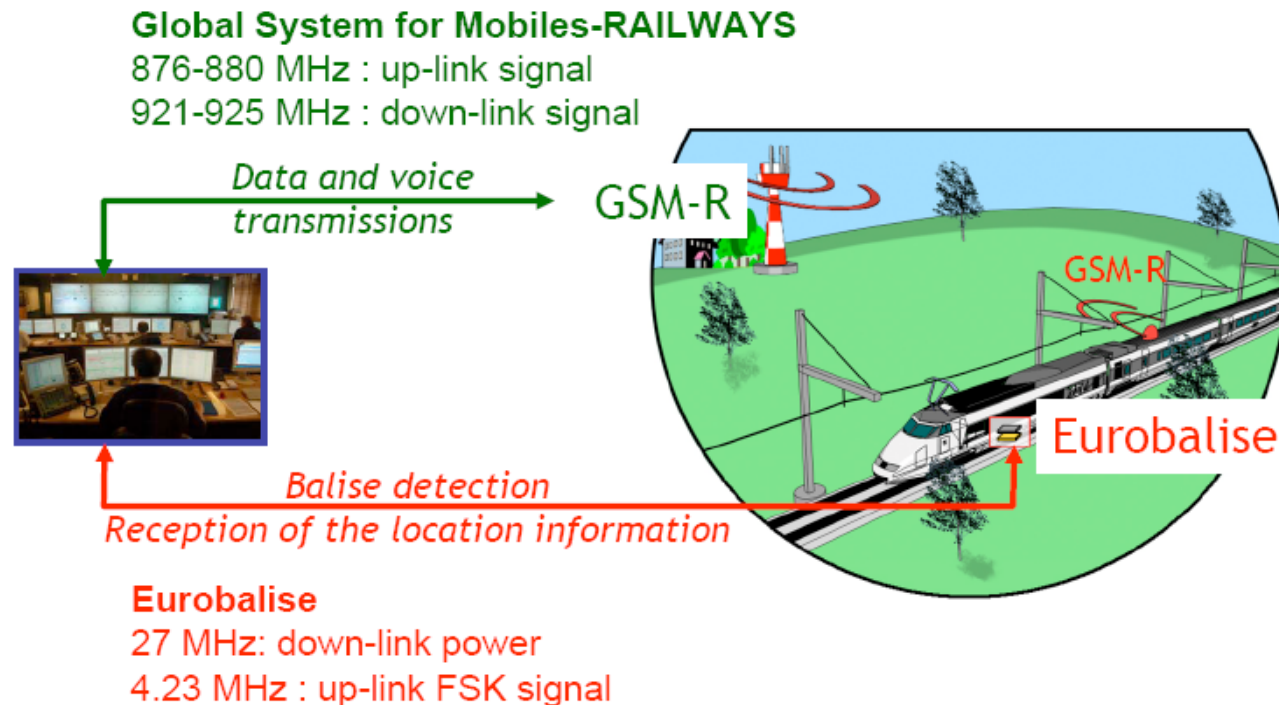 Global System for Mobiles-RAILWAYS
876-880 MHz : up-link signal
921-925 MHz : down-link signal
Data and voice
transmissions
GSM-R
GSM-R
Eurobalise
Balise detection
Reception of the location information
Eurobalise
27 MHz: down-link power
4.23 MHz : up-link FSK signal